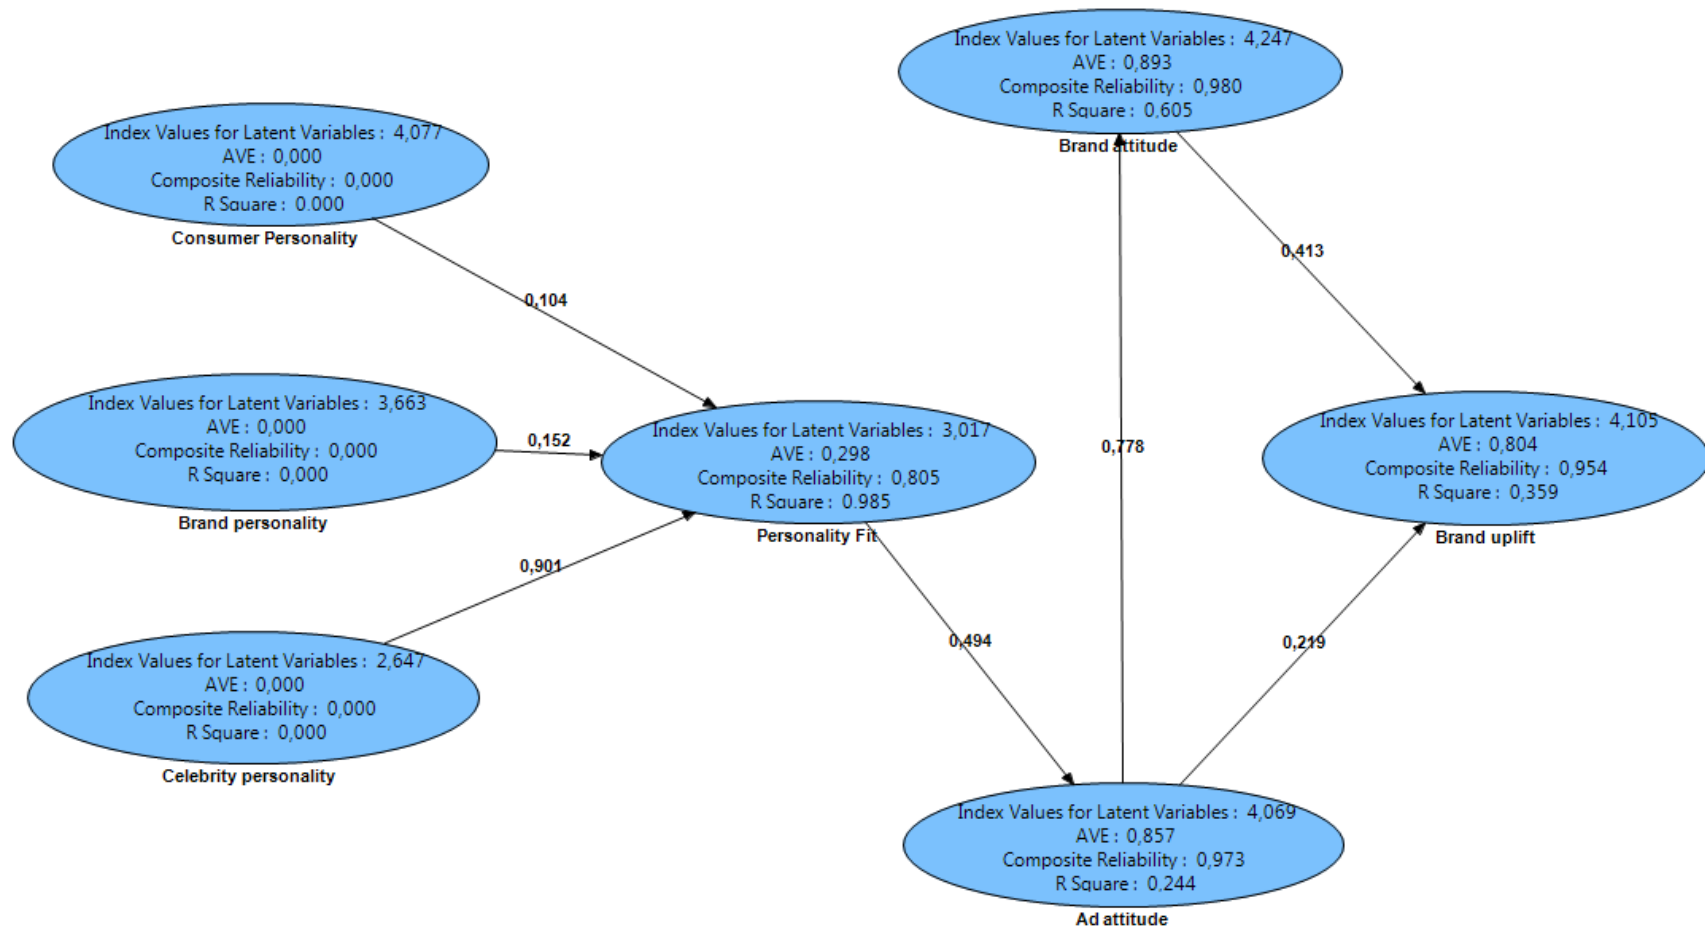 Index Values for Latent Variables : 4,247
AVE : 0,893
Composite Reliability : 0,980
R Square : 0,605
Brand attitude
Index Values for Latent Variables : 4,077
AVE : 0,000
Composite Reliability : 0,000
R Square : 0,000
Consumer Personality
0,413
0,104
Index Values for Latent Variables : 3,663
AVE : 0,000
Composite Reliability : 0,000
R Square : 0,000
Brand personality
0,152
Index Values for Latent Variables : 3,017
AVE : 0,298
Composite Reliability : 0,805
R Square : 0,985
Personality Fit
0,778
Index Values for Latent Variables : 4,105
AVE : 0,804
Composite Reliability : 0,954
R Square : 0,359
Brand uplift
0,901
0,494
0,219
Index Values for Latent Variables : 2,647
AVE : 0,000
Composite Reliability : 0,000
R Square : 0,000
Celebrity personality
Index Values for Latent Variables : 4,069
AVE : 0,857
Composite Reliability : 0,973
R Square : 0,244
Ad attitude